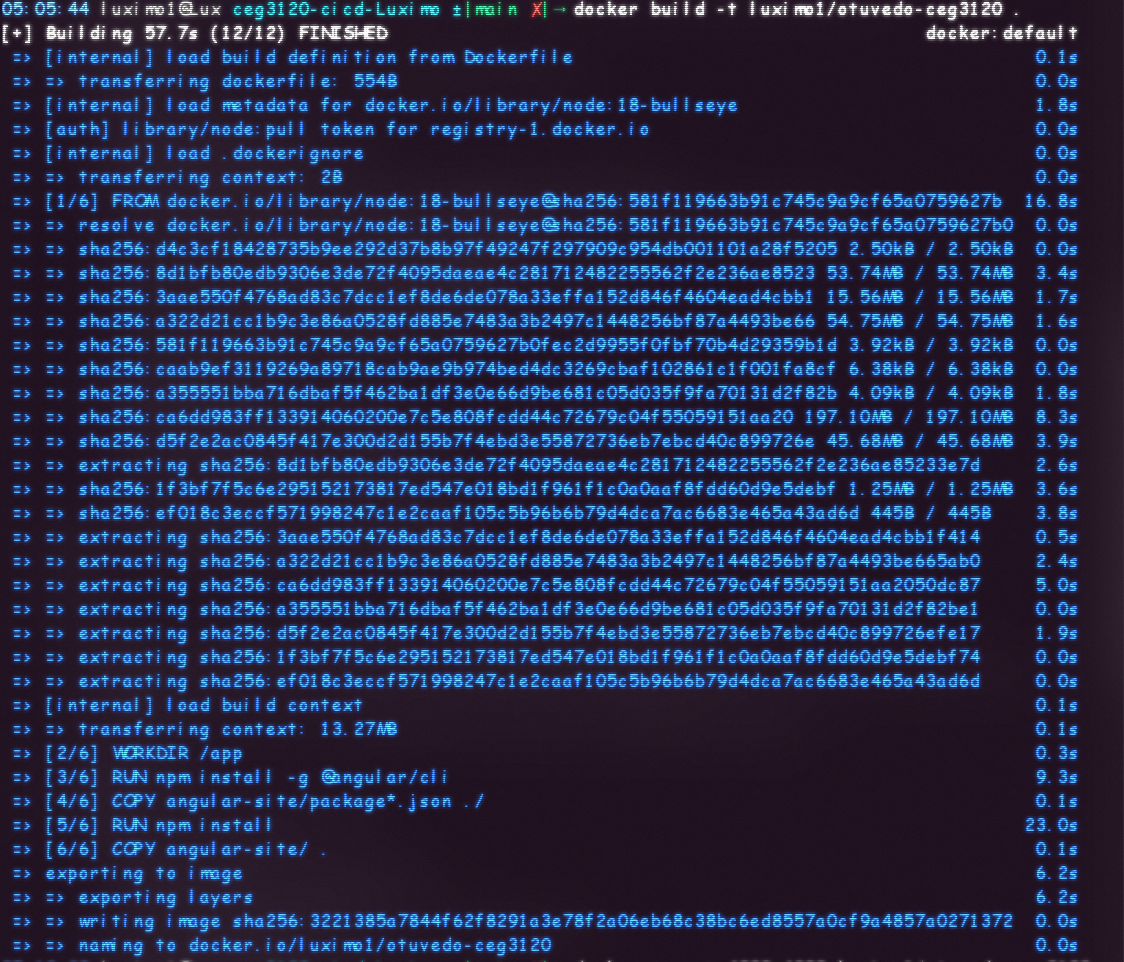 05:05:44 luximo1@Lux ceg3120-cicd-Luximo ±|main ✗|→ docker build -t luximo1/otuvedo-ceg3120 .
[+] Building 57.7s (12/12) FINISHED docker:default
=> [internal] load build definition from Dockerfile 0.1s
=> => transferring dockerfile: 554B 0.0s
=> [internal] load metadata for docker.io/library/node:18-bullseye 1.8s
=> [auth] library/node:pull token for registry-1.docker.io 0.0s
=> [internal] load .dockerignore 0.0s
=> => transferring context: 2B 0.0s
=> [1/6] FROM docker.io/library/node:18-bullseye@sha256:581f119663b91c745c9a9cf65a0759627b 16.8s
=> => resolve docker.io/library/node:18-bullseye@sha256:581f119663b91c745c9a9cf65a0759627b0 0.0s
=> => sha256:d4c3cf18428735b9ee292d37b8b97f49247f297909c954db001101a28f5205 2.50kB / 2.50kB 0.0s
=> => sha256:8d1bfb80edb9306e3de72f4095daeae4c281712482255562f2e236ae8523 53.74MB / 53.74MB 3.4s
=> => sha256:3aae550f4768ad83c7dcc1ef8de6de078a33effa152d846f4604ead4cbb1 15.56MB / 15.56MB 1.7s
=> => sha256:a322d21cc1b9c3e86a0528fd885e7483a3b2497c1448256bf87a4493be66 54.75MB / 54.75MB 1.6s
=> => sha256:581f119663b91c745c9a9cf65a0759627b0fec2d9955f0fbf70b4d29359b1d 3.92kB / 3.92kB 0.0s
=> => sha256:caab9ef3119269a89718cab9ae9b974bed4dc3269cbaf102861c1f001fa8cf 6.38kB / 6.38kB 0.0s
=> => sha256:a355551bba716dbaf5f462ba1df3e0e66d9be681c05d035f9fa70131d2f82b 4.09kB / 4.09kB 1.8s
=> => sha256:ca6dd983ff133914060200e7c5e808fcdd44c72679c04f55059151aa20 197.10MB / 197.10MB 8.3s
=> => sha256:d5f2e2ac0845f417e300d2d155b7f4ebd3e55872736eb7ebcd40c899726e 45.68MB / 45.68MB 3.9s
=> => extracting sha256:8d1bfb80edb9306e3de72f4095daeae4c281712482255562f2e236ae85233e7d 2.6s
=> => sha256:1f3bf7f5c6e295152173817ed547e018bd1f961f1c0a0aaf8fdd60d9e5debf 1.25MB / 1.25MB 3.6s
=> => sha256:ef018c3eccf571998247c1e2caaf105c5b96b6b79d4dca7ac6683e465a43ad6d 445B / 445B 3.8s
=> => extracting sha256:3aae550f4768ad83c7dcc1ef8de6de078a33effa152d846f4604ead4cbb1f414 0.5s
=> => extracting sha256:a322d21cc1b9c3e86a0528fd885e7483a3b2497c1448256bf87a4493be665ab0 2.4s
=> => extracting sha256:ca6dd983ff133914060200e7c5e808fcdd44c72679c04f55059151aa2050dc87 5.0s
=> => extracting sha256:a355551bba716dbaf5f462ba1df3e0e66d9be681c05d035f9fa70131d2f82be1 0.0s
=> => extracting sha256:d5f2e2ac0845f417e300d2d155b7f4ebd3e55872736eb7ebcd40c899726efe17 1.9s
=> => extracting sha256:1f3bf7f5c6e295152173817ed547e018bd1f961f1c0a0aaf8fdd60d9e5debf74 0.0s
=> => extracting sha256:ef018c3eccf571998247c1e2caaf105c5b96b6b79d4dca7ac6683e465a43ad6d 0.0s
=> [internal] load build context 0.1s
=> => transferring context: 13.27MB 0.1s
=> [2/6] WORKDIR /app 0.3s
=> [3/6] RUN npm install -g @angular/cli 9.3s
=> [4/6] COPY angular-site/package*.json ./ 0.1s
=> [5/6] RUN npm install 23.0s
=> [6/6] COPY angular-site/ . 0.1s
=> exporting to image 6.2s
=> => exporting layers 6.2s
=> => writing image sha256:3221385a7844f62f8291a3e78f2a06eb68c38bc6ed8557a0cf9a4857a0271372 0.0s
=> => naming to docker.io/luximo1/otuvedo-ceg3120 0.0s